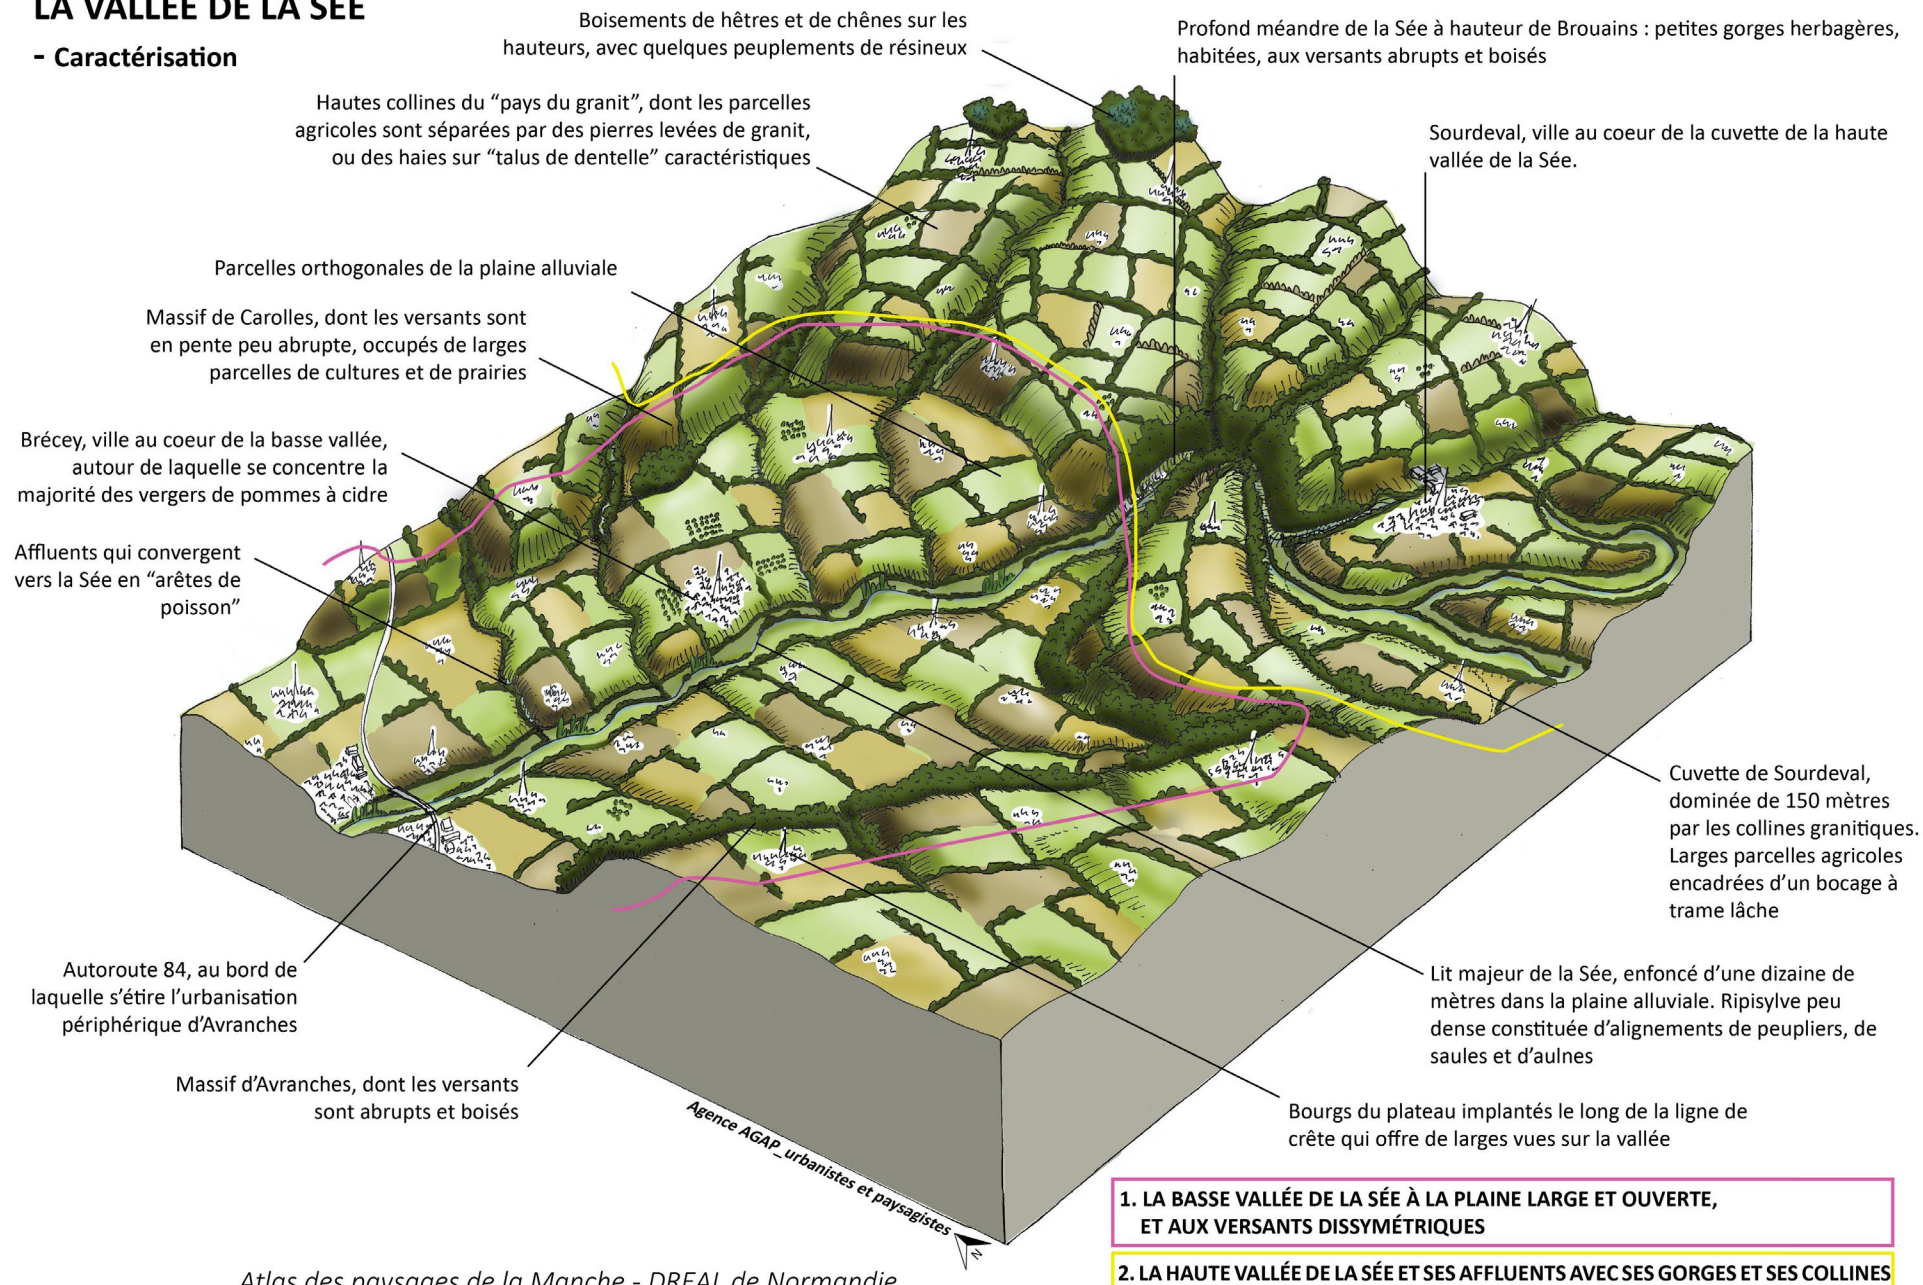 LA VALLÉE DE LA SÉE
- Caractérisation
Boisements de hêtres et de chênes sur les
hauteurs, avec quelques peuplements de résineux
Profond méandre de la Sée à hauteur de Brouains : petites gorges herbagères,
habitées, aux versants abrupts et boisés
Hautes collines du “pays du granit”, dont les parcelles
agricoles sont séparées par des pierres levées de granit,
ou des haies sur “talus de dentelle” caractéristiques
Sourdeval, ville au coeur de la cuvette de la haute
vallée de la Sée.
Parcelles orthogonales de la plaine alluviale
Massif de Carolles, dont les versants sont
en pente peu abrupte, occupés de larges
parcelles de cultures et de prairies
Brécey, ville au coeur de la basse vallée,
autour de laquelle se concentre la
majorité des vergers de pommes à cidre
Affluents qui convergent
vers la Sée en “arêtes de
poisson”
Cuvette de Sourdeval,
dominée de 150 mètres
par les collines granitiques.
Larges parcelles agricoles
encadrées d’un bocage à
trame lâche
Autoroute 84, au bord de
laquelle s’étire l’urbanisation
périphérique d’Avranches
Lit majeur de la Sée, enfoncé d’une dizaine de
mètres dans la plaine alluviale. Ripisylve peu
dense constituée d’alignements de peupliers, de
saules et d’aulnes
Massif d’Avranches, dont les versants
sont abrupts et boisés
Bourgs du plateau implantés le long de la ligne de
crête qui offre de larges vues sur la vallée
Agence AGAP_urbanistes et paysagistes
N
1. LA BASSE VALLÉE DE LA SÉE À LA PLAINE LARGE ET OUVERTE,
ET AUX VERSANTS DISSYMÉTRIQUES
2. LA HAUTE VALLÉE DE LA SÉE ET SES AFFLUENTS AVEC SES GORGES ET SES COLLINES
Atlas des paysages de la Manche - DREAL de Normandie